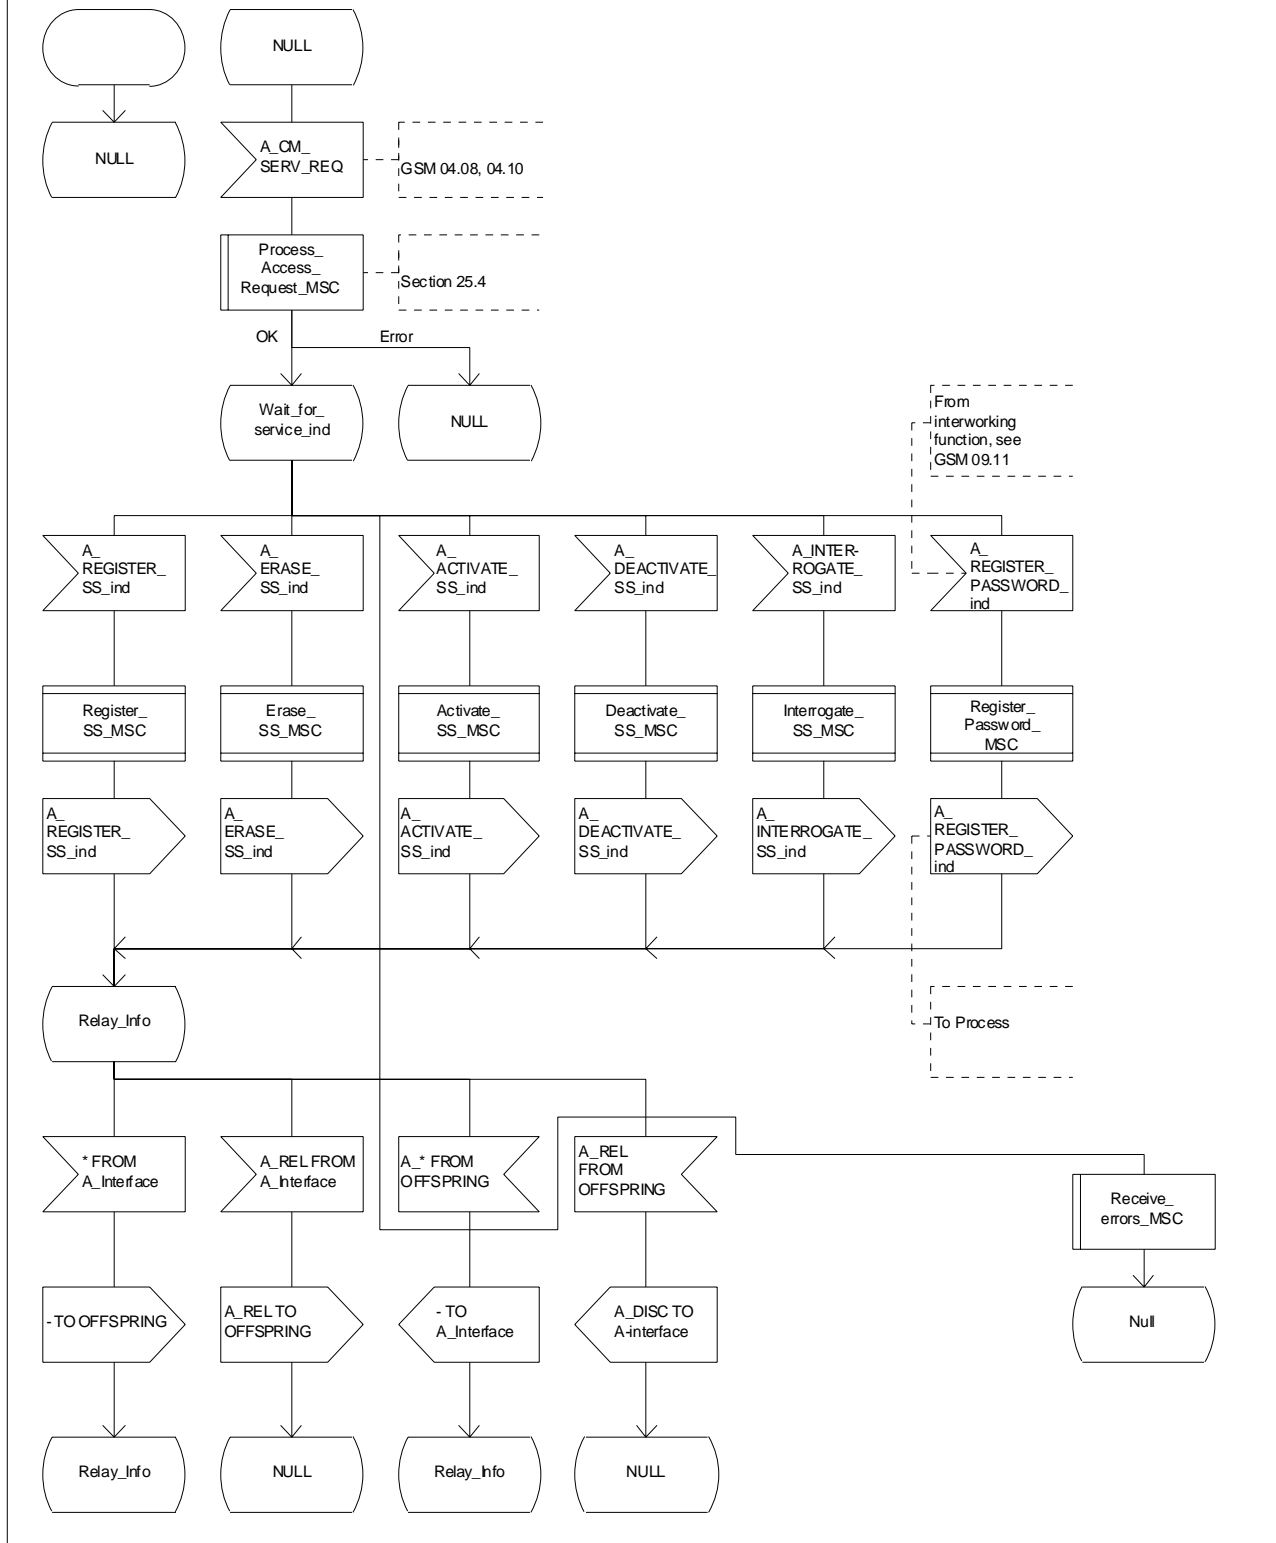 NULL
NULL
A_CM_
SERV_REQ
GSM 04.08, 04.10
Process_
Access_
Request_MSC
Section 25.4
OK
Error
Wait_for_
service_ind
NULL
From
interworking
function, see
GSM 09.11
A_
REGISTER_
SS_ind
A_
ERASE_
SS_ind
A_
ACTIVATE_
SS_ind
A_
DEACTIVATE_
SS_ind
A_INTER-
ROGATE_
SS_ind
A_
REGISTER_
PASSWORD_
ind
Register_
SS_MSC
Erase_
SS_MSC
Activate_
SS_MSC
Deactivate_
SS_MSC
Interrogate_
SS_MSC
Register_
Password_
MSC
A_
REGISTER_
SS_ind
A_
ERASE_
SS_ind
A_
ACTIVATE_
SS_ind
A_
DEACTIVATE_
SS_ind
A_
INTERROGATE_
SS_ind
A_
REGISTER_
PASSWORD_
ind
Relay_Info
To Process
* FROM
A_Interface
A_REL FROM
A_Interface
A_* FROM
OFFSPRING
A_REL
FROM
OFFSPRING
Receive_
errors_MSC
- TO OFFSPRING
A_REL TO
OFFSPRING
- TO
A_Interface
A_DISC TO
A-interface
Null
Relay_Info
NULL
Relay_Info
NULL